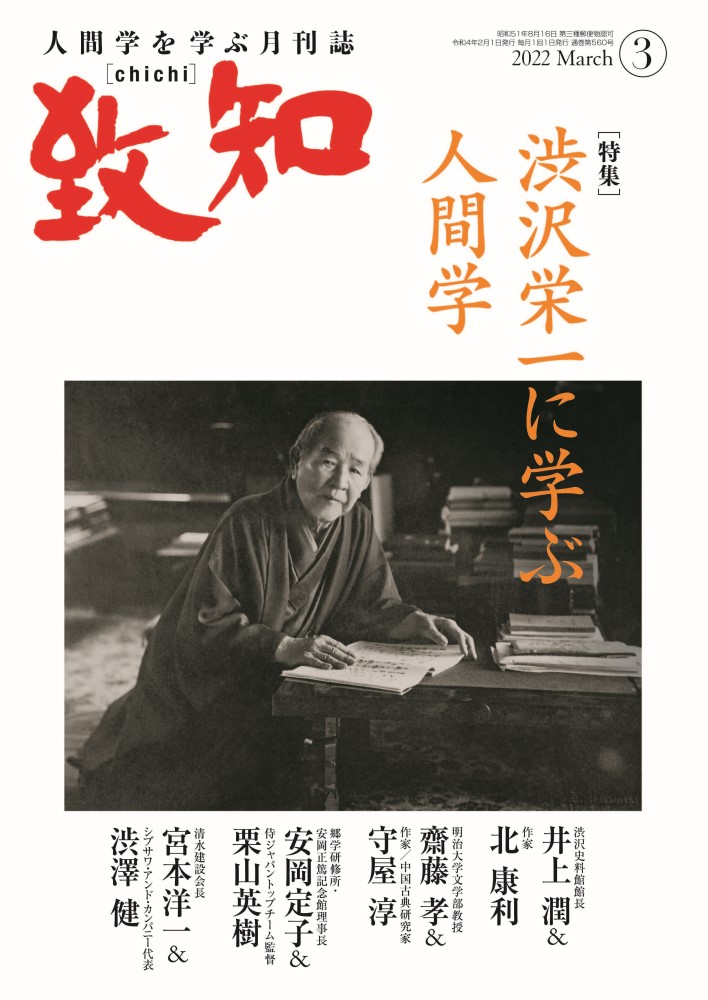 人間学を学ぶ月刊誌
[chichi]
致知
昭和51年8月16日 第三種郵便物認可
令和4年2月1日発行 毎月1回1日発行 通巻第560号
2022 March
3
[特集]
渋沢栄一に学ぶ
人間学
渋沢史料館館長
井上 潤&
作家
北 康利
明治大学文学部教授
齋藤 孝&
作家/中国古典研究家
守屋 淳
郷学研修所・
安岡正篤記念館理事長
安岡定子&
侍ジャパントップチーム監督
栗山英樹
清水建設会長
宮本洋一&
シブサワ・アンド・カンパニー代表
渋澤 健